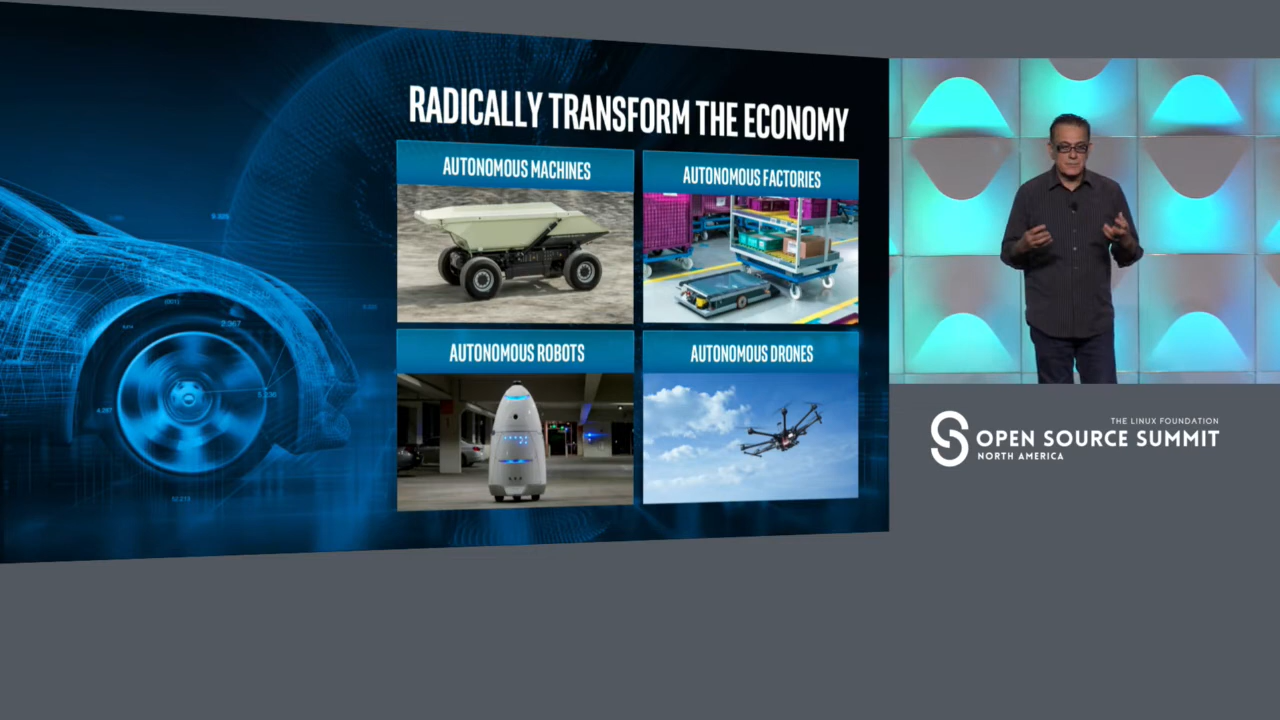 RADICALLY TRANSFORM THE ECONOMY
AUTONOMOUS MACHINES
AUTONOMOUS FACTORIES
AUTONOMOUS ROBOTS
AUTONOMOUS DRONES
THE LINUX FOUNDATION
OPEN SOURCE SUMMIT
NORTH AMERICA